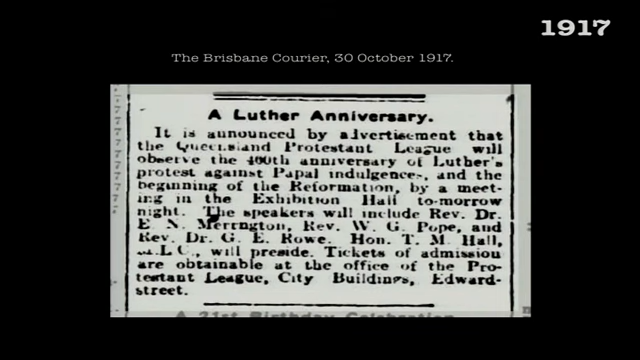 1917
The Brisbane Courier, 30 October 1917.
A Luther Anniversary.
It is announced by advertisement that
the Queensland Protestant League will
observe the 400th anniversary of Luther's
protest against Papal indulgences, and the
beginning of the Reformation, by a meet-
ing in the Exhibition Hall to-morrow
night. The speakers will include Rev. Dr.
E. N. Merrington, Rev. W. G. Pope, and
Rev. Dr. G. E. Rowe. Hon. T. M. Hall,
M.L.C., will preside. Tickets of admission
are obtainable at the office of the Pro-
testant League, City Buildings, Edward-
street.
A 21st Birthday Celebration